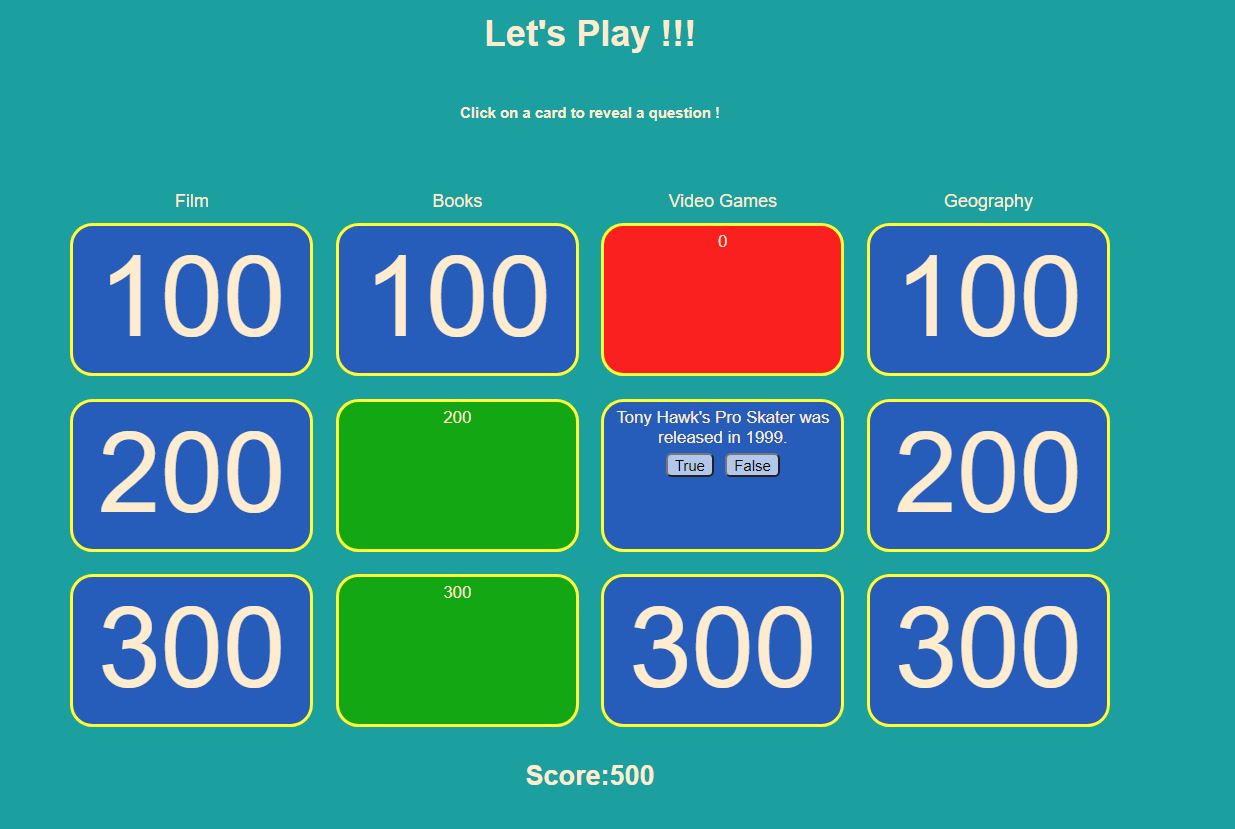 Let's Play !!!
Click on a card to reveal a question !
Film Books Video Games Geography
100 100 0 100
200 200 Tony Hawk's Pro Skater was
released in 1999.
True False
200
300 300 300 300
Score:500